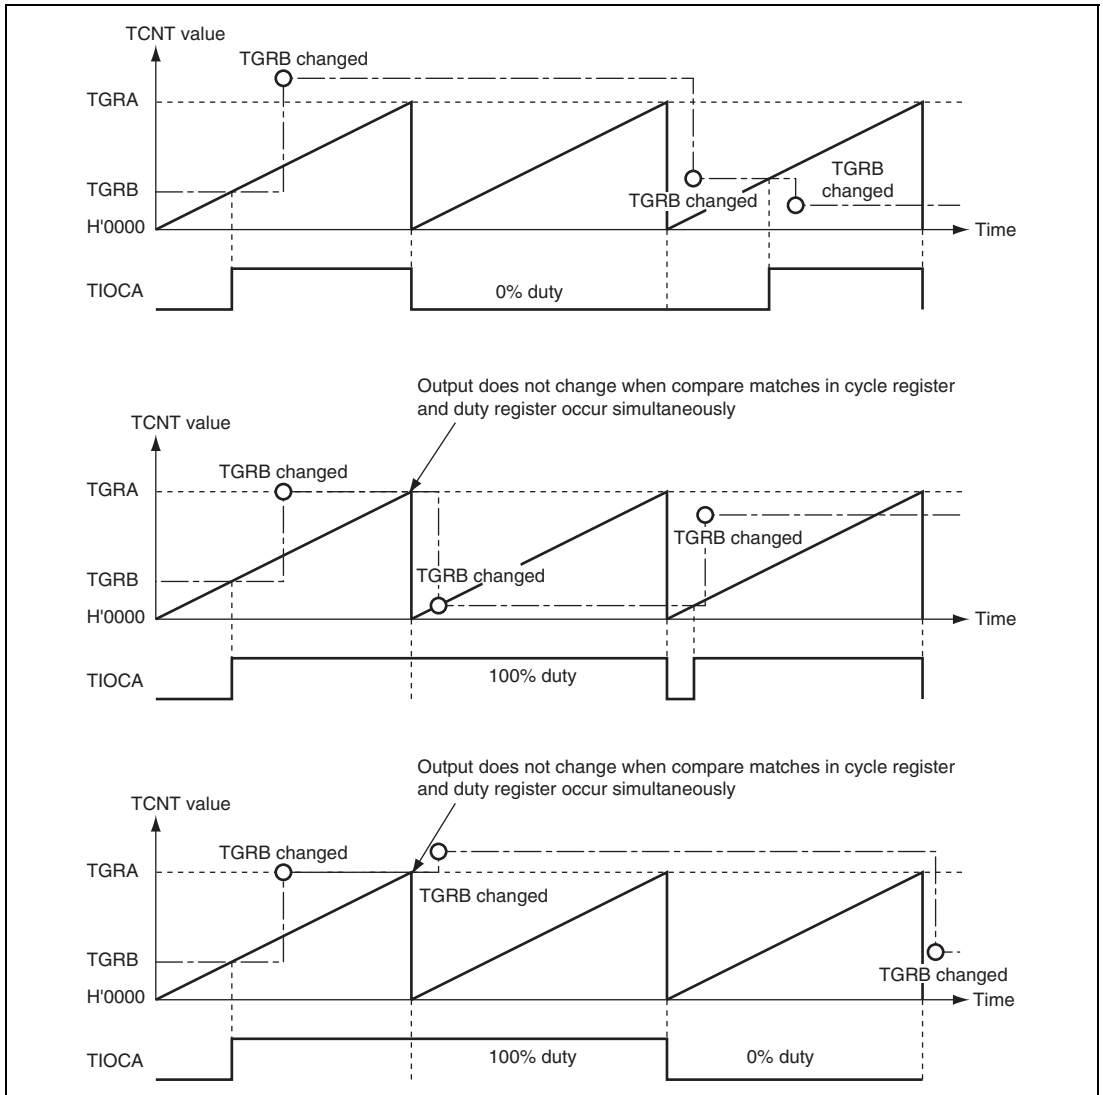 TCNT value
TGRB changed
TGRA
TGRB
changed
TGRB
TGRB changed
H'0000
Time
TIOCA
0% duty
Output does not change when compare matches in cycle register
and duty register occur simultaneously
TCNT value
TGRB changed
TGRA
TGRB changed
TGRB
TGRB changed
H'0000
Time
TIOCA
100% duty
Output does not change when compare matches in cycle register
and duty register occur simultaneously
TCNT value
TGRB changed
TGRA
TGRB changed
TGRB
TGRB changed
H'0000
Time
TIOCA
100% duty
0% duty